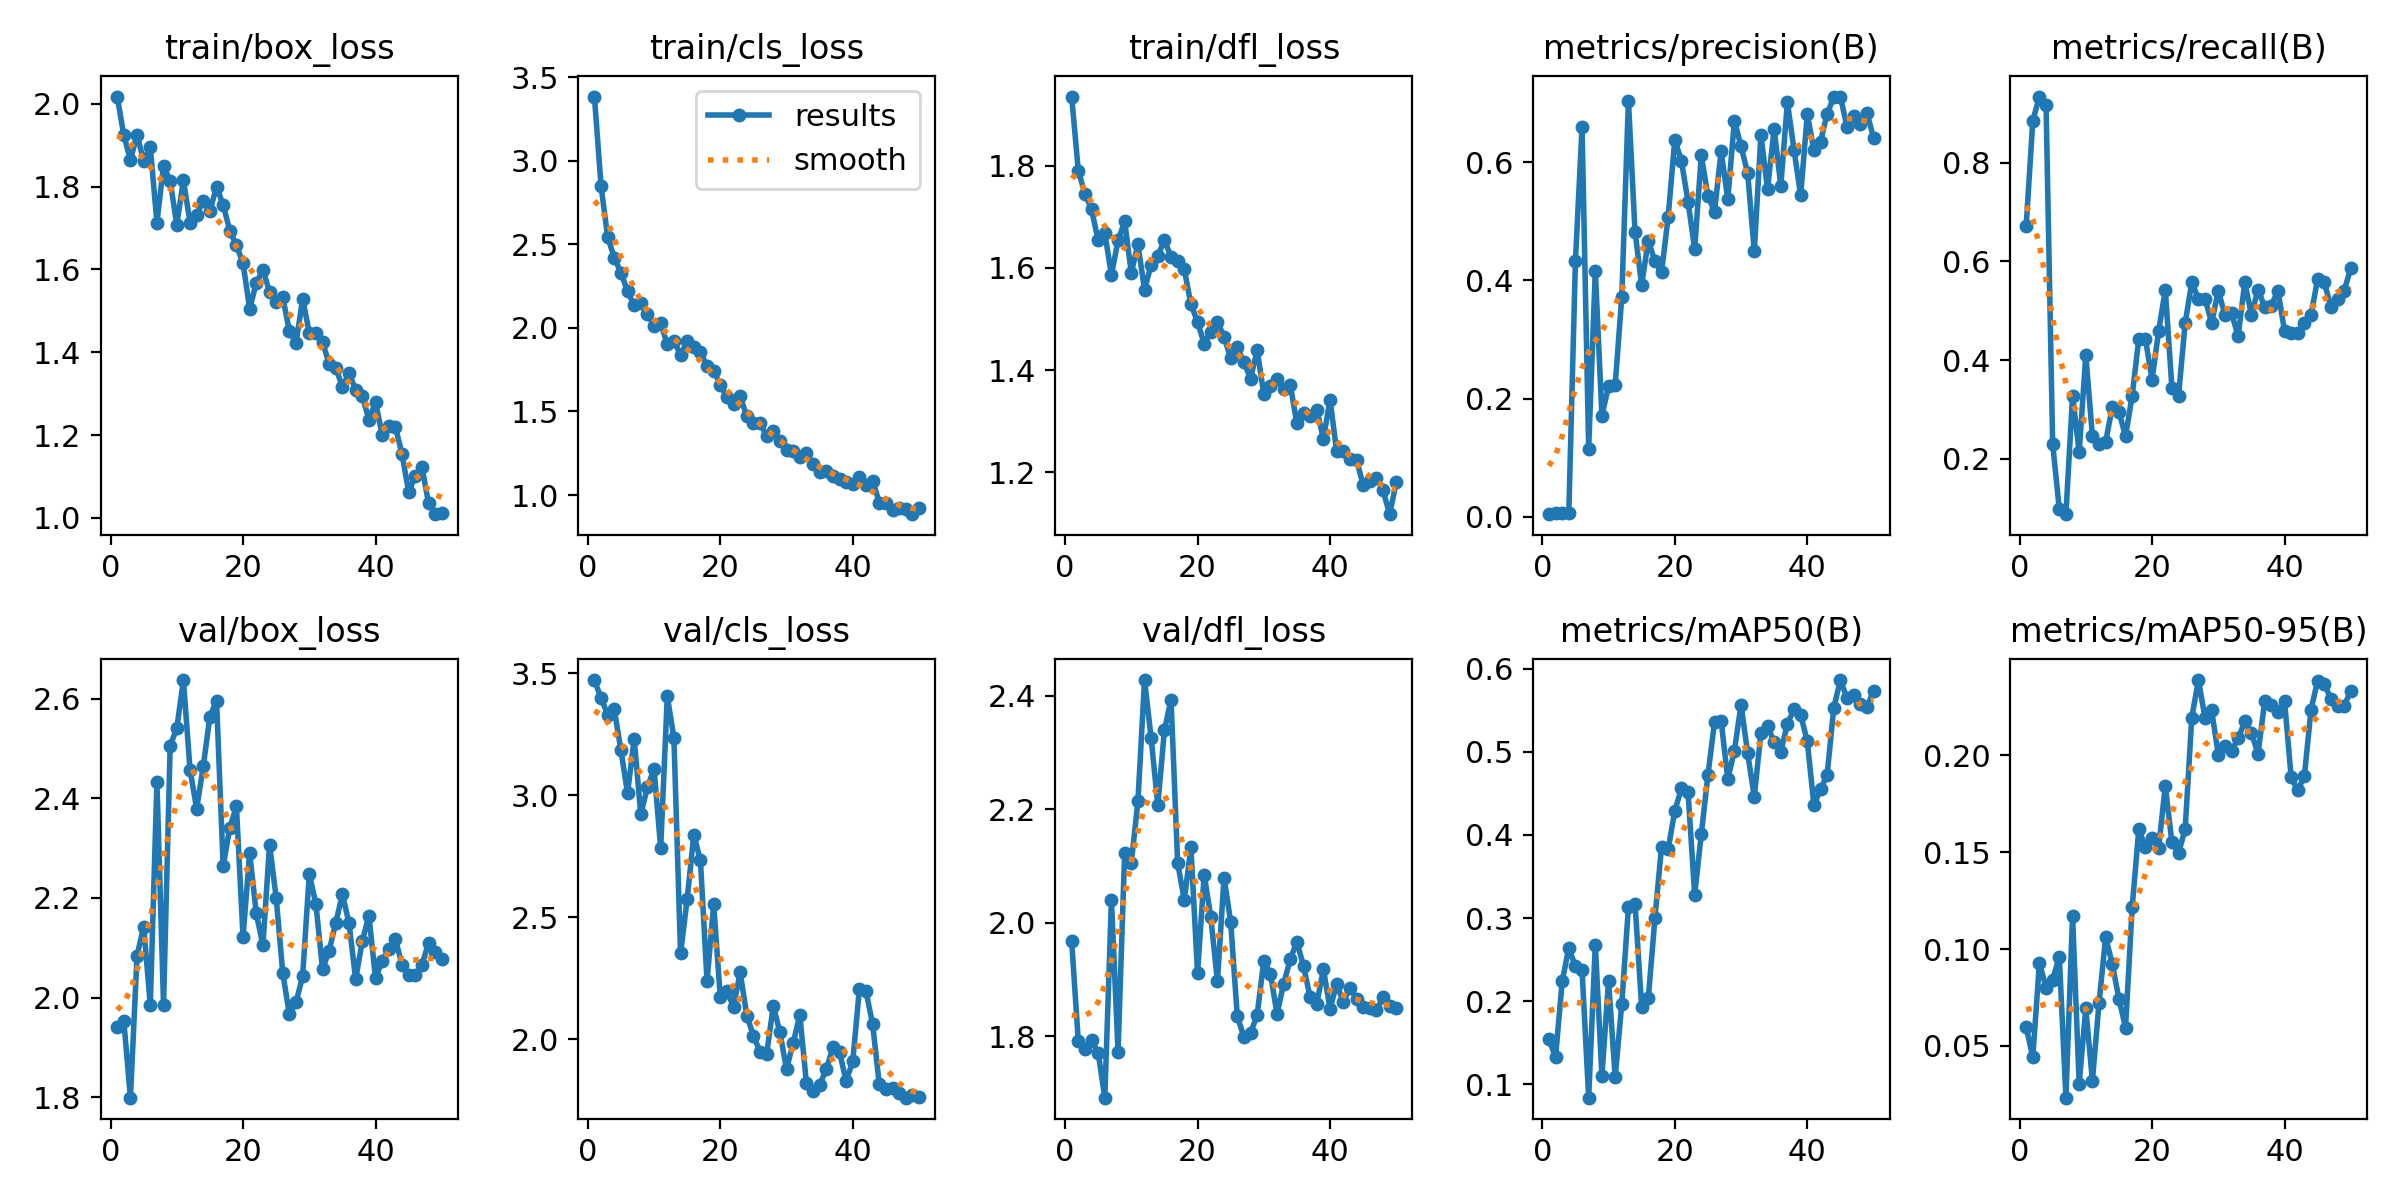 train/box_loss
train/cls_loss
train/dfl_loss
metrics/precision(B)
metrics/recall(B)
2.0
1.8
1.6
1.4
1.2
1.0
0 20 40
3.5
3.0
2.5
2.0
1.5
1.0
0 20 40
results
smooth
1.8
1.6
1.4
1.2
0 20 40
0.6
0.4
0.2
0.0
0 20 40
0.8
0.6
0.4
0.2
0 20 40
val/box_loss
val/cls_loss
val/dfl_loss
metrics/mAP50(B)
metrics/mAP50-95(B)
2.6
2.4
2.2
2.0
1.8
0 20 40
3.5
3.0
2.5
2.0
0 20 40
2.4
2.2
2.0
1.8
0 20 40
0.6
0.5
0.4
0.3
0.2
0.1
0 20 40
0.20
0.15
0.10
0.05
0 20 40